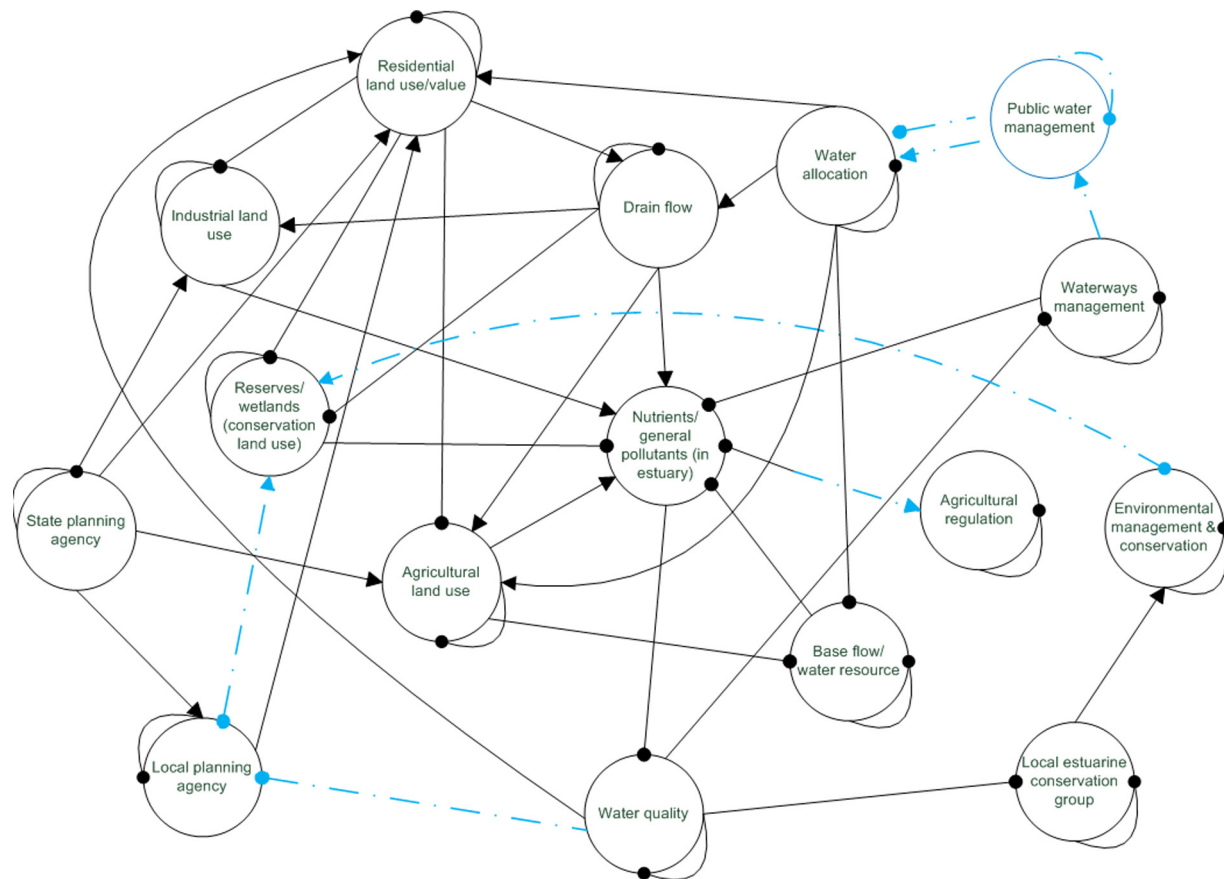 Residential
land use/value
Public water
management
Water
allocation
Industrial land
use
Drain flow
Waterways
management
Reserves/
wetlands
(conservation
land use)
Nutrients/
general
pollutants (in
estuary)
Agricultural
regulation
Environmental
management &
conservation
State planning
agency
Agricultural
land use
Base flow/
water resource
Local planning
agency
Water quality
Local estuarine
conservation
group